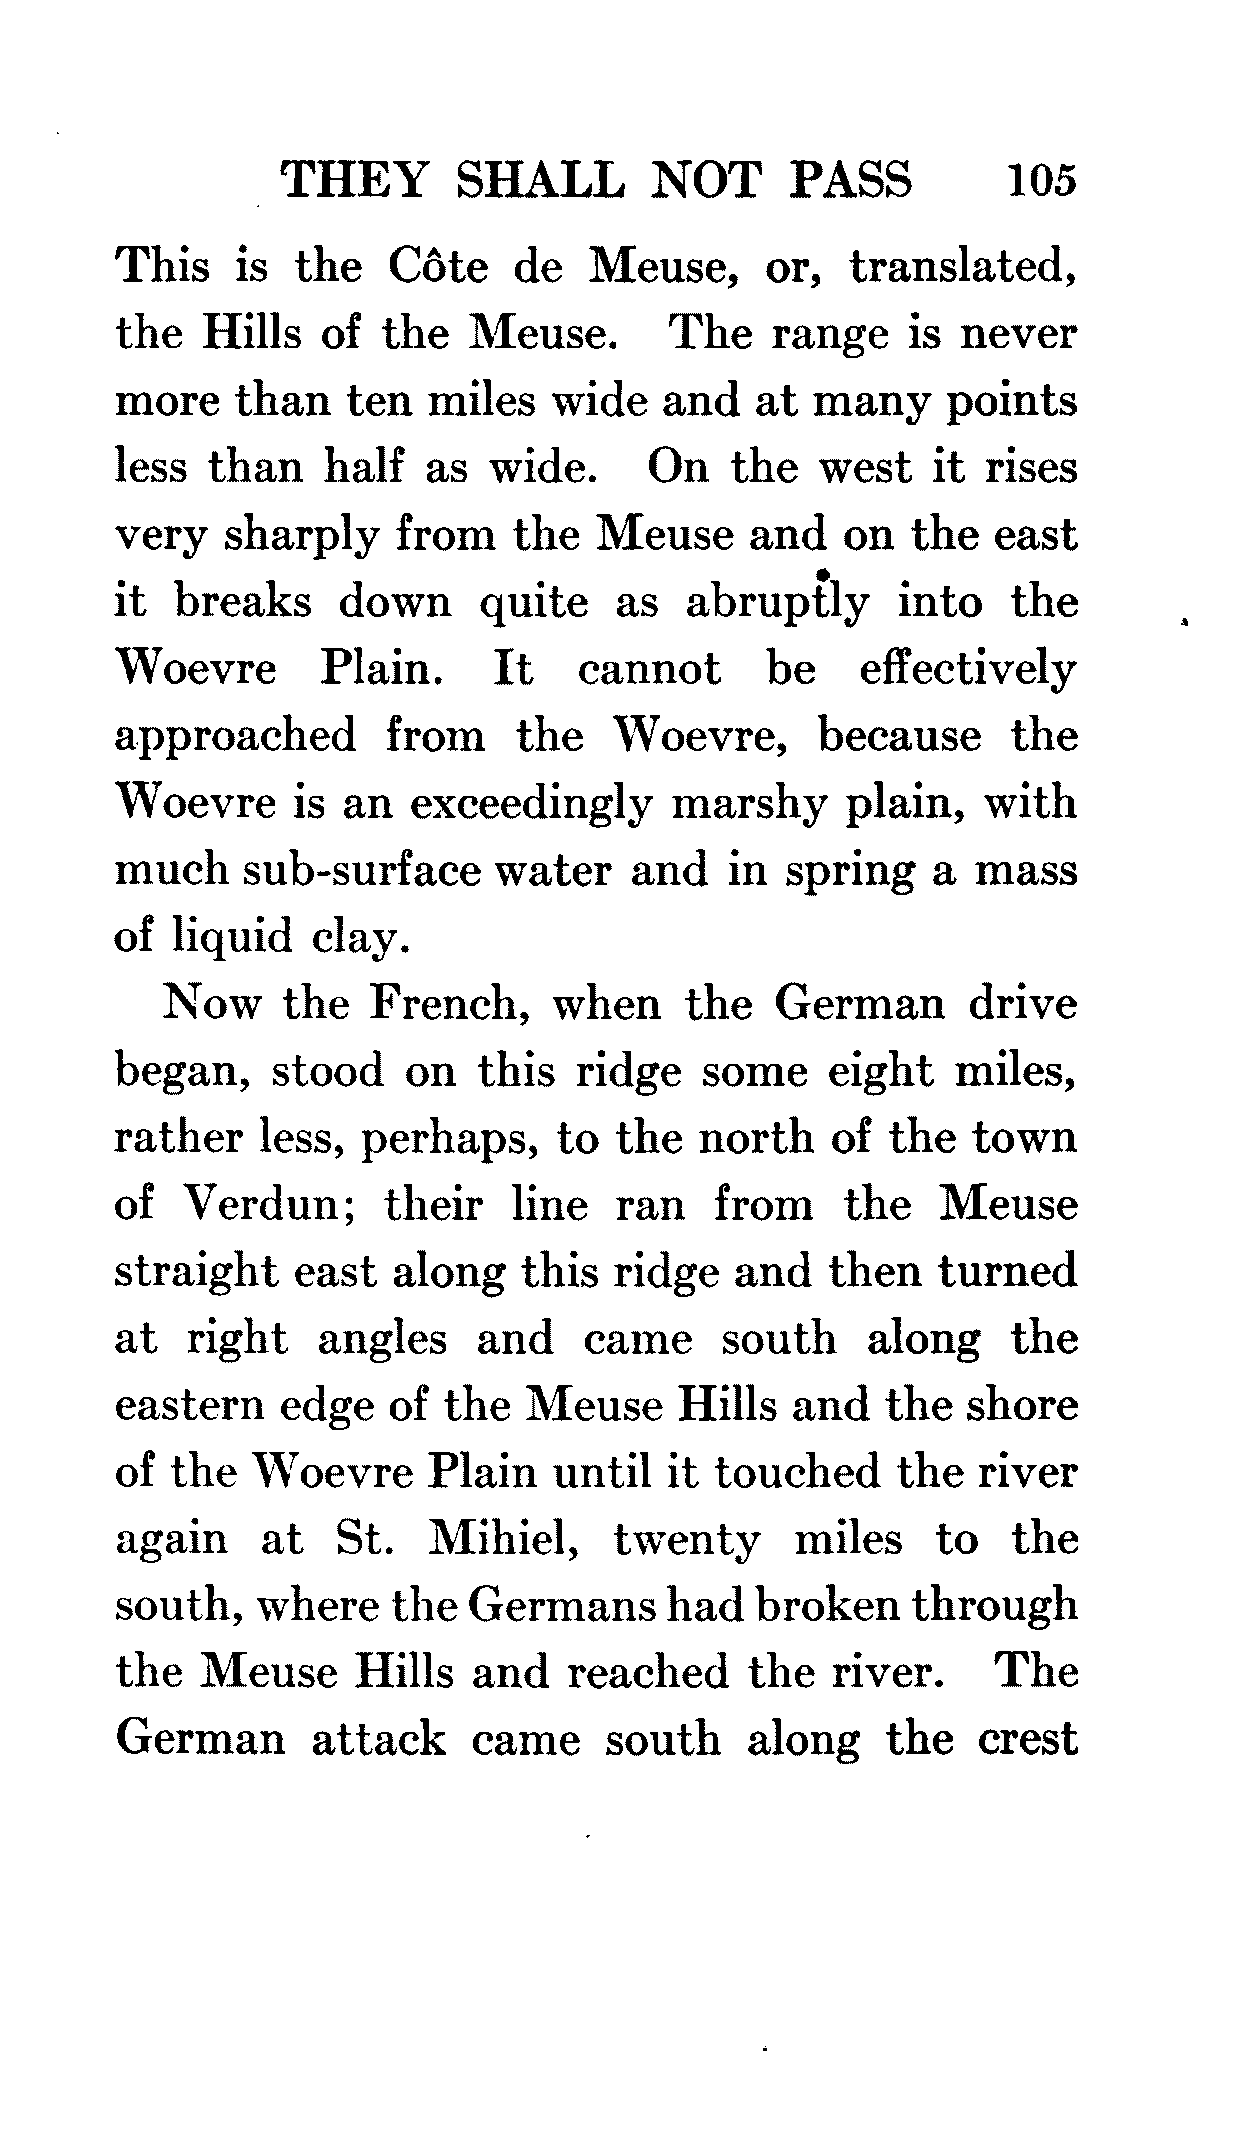 THEY SHALL NOT PASS 105
This is the Côte de Meuse, or, translated,
the Hills of the Meuse. The range is never
more than ten miles wide and at many points
less than half as wide. On the west it rises
very sharply from the Meuse and on the east
it breaks down quite as abruptly into the
Woevre Plain. It cannot be effectively
approached from the Woevre, because the
Woevre is an exceedingly marshy plain, with
much sub-surface water and in spring a mass
of liquid clay.
Now the French, when the German drive
began, stood on this ridge some eight miles,
rather less, perhaps, to the north of the town
of Verdun; their line ran from the Meuse
straight east along this ridge and then turned
at right angles and came south along the
eastern edge of the Meuse Hills and the shore
of the Woevre Plain until it touched the river
again at St. Mihiel, twenty miles to the
south, where the Germans had broken through
the Meuse Hills and reached the river. The
German attack came south along the crest